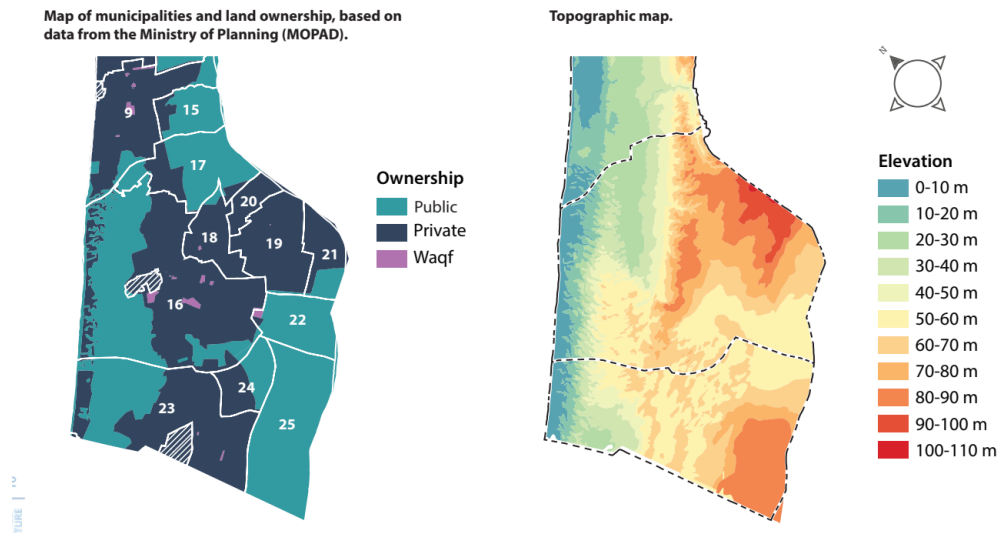 Map of municipalities and land ownership, based on
data from the Ministry of Planning (MOPAD).
9
15
17
20
18
19
21
16
22
24
23
25
Ownership
Public
Private
Waqf
Topographic map.
N
Elevation
0-10 m
10-20 m
20-30 m
30-40 m
40-50 m
50-60 m
60-70 m
70-80 m
80-90 m
90-100 m
100-110 m